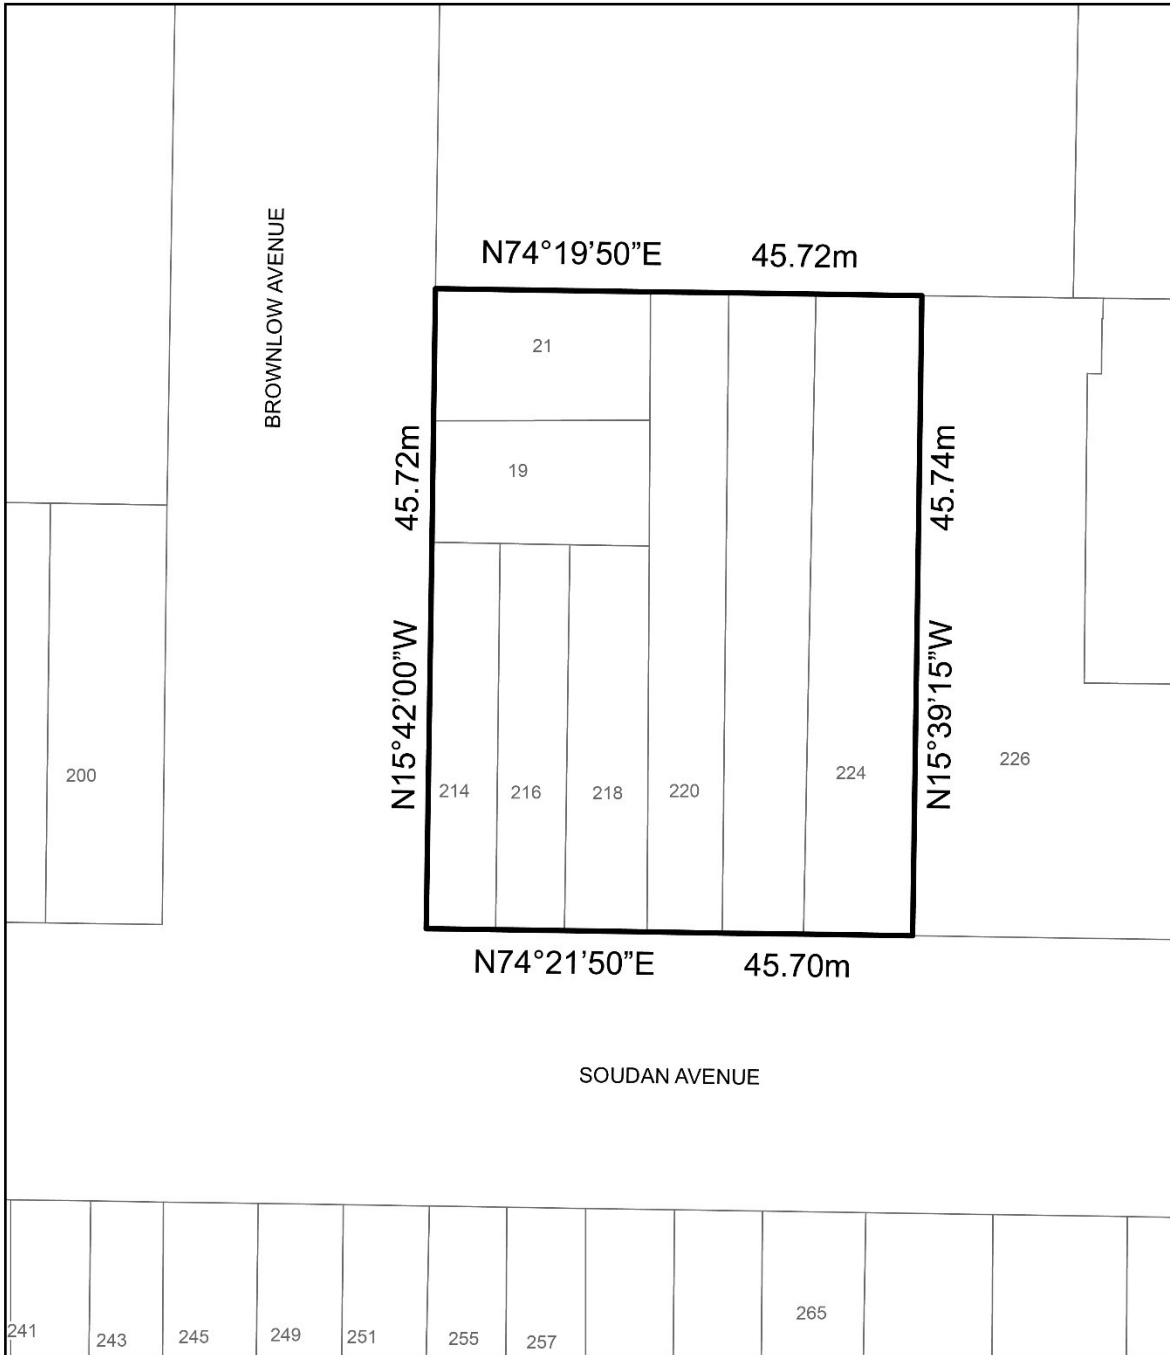 BROWNLOW AVENUE
N74°19’50”E 45.72m
21
45.72m
19
45.74m
N15°42’00”W
N15°39’15”W
200
214
216
218
220
224
226
N74°21’50”E 45.70m
SOUDAN AVENUE
241
243
245
249
251
255
257
265